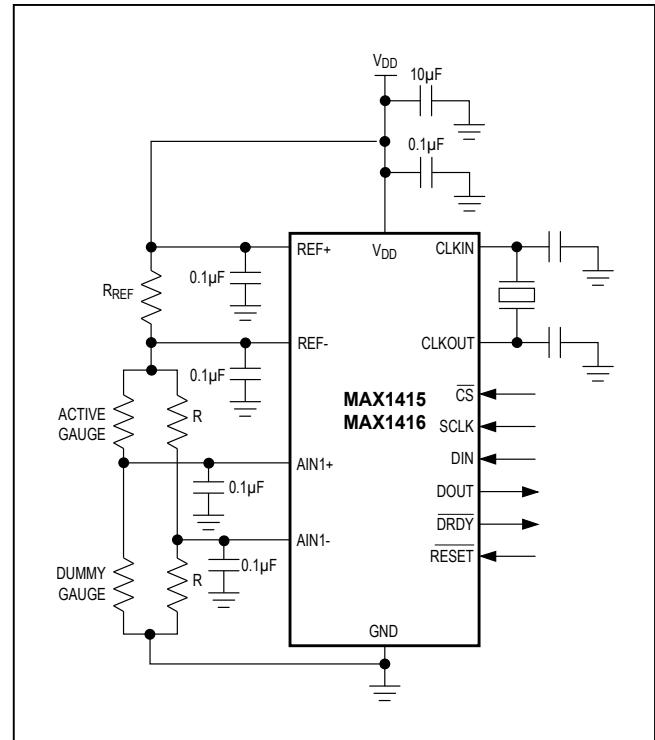 VDD
10µF
0.1µF
REF+
VDD
CLKIN
0.1µF
RREF
REF-
CLKOUT
0.1µF
MAX1415
MAX1416
CS
ACTIVE
GAUGE
R
SCLK
DIN
AIN1+
DOUT
0.1µF
DRDY
AIN1-
RESET
0.1µF
DUMMY
GAUGE
R
GND